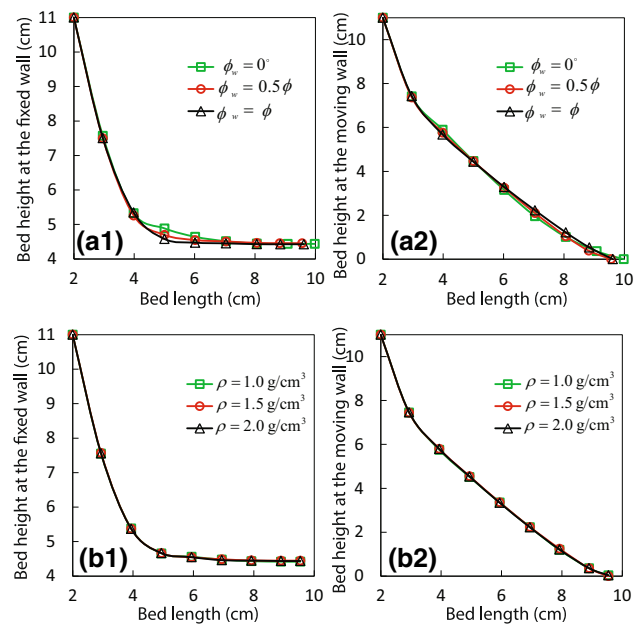 Bed height at the fixed wall (cm)
11
10
9
8
7
6
5
4
ϕw = 0°
ϕw = 0.5ϕ
ϕw = ϕ
(a1)
2 4 6 8 10
Bed length (cm)
Bed height at the moving wall (cm)
10
8
6
4
2
0
ϕw = 0°
ϕw = 0.5ϕ
ϕw = ϕ
(a2)
2 4 6 8 10
Bed length (cm)
Bed height at the fixed wall (cm)
11
10
9
8
7
6
5
4
ρ = 1.0 g/cm³
ρ = 1.5 g/cm³
ρ = 2.0 g/cm³
(b1)
2 4 6 8 10
Bed length (cm)
Bed height at the moving wall (cm)
10
8
6
4
2
0
ρ = 1.0 g/cm³
ρ = 1.5 g/cm³
ρ = 2.0 g/cm³
(b2)
2 4 6 8 10
Bed length (cm)